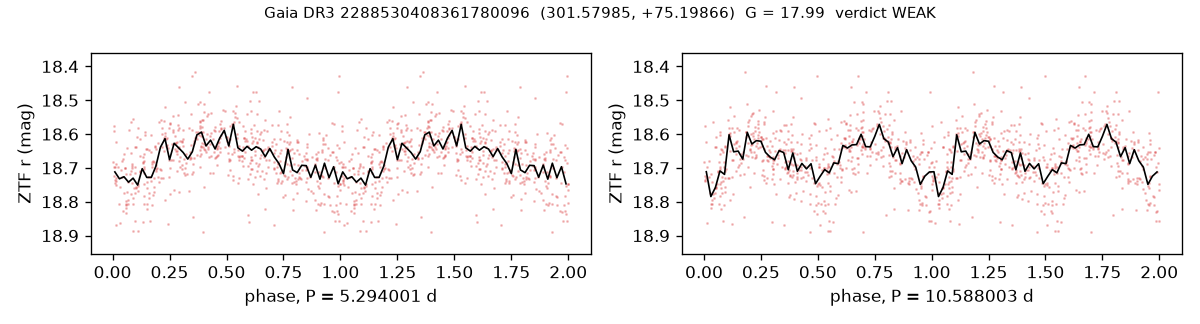 Gaia DR3 2288530408361780096 (301.57985, +75.19866) G = 17.99 verdict WEAK
ZTF r (mag)
18.4
18.5
18.6
18.7
18.8
18.9
0.00 0.25 0.50 0.75 1.00 1.25 1.50 1.75 2.00
phase, P = 5.294001 d
ZTF r (mag)
18.4
18.5
18.6
18.7
18.8
18.9
0.00 0.25 0.50 0.75 1.00 1.25 1.50 1.75 2.00
phase, P = 10.588003 d